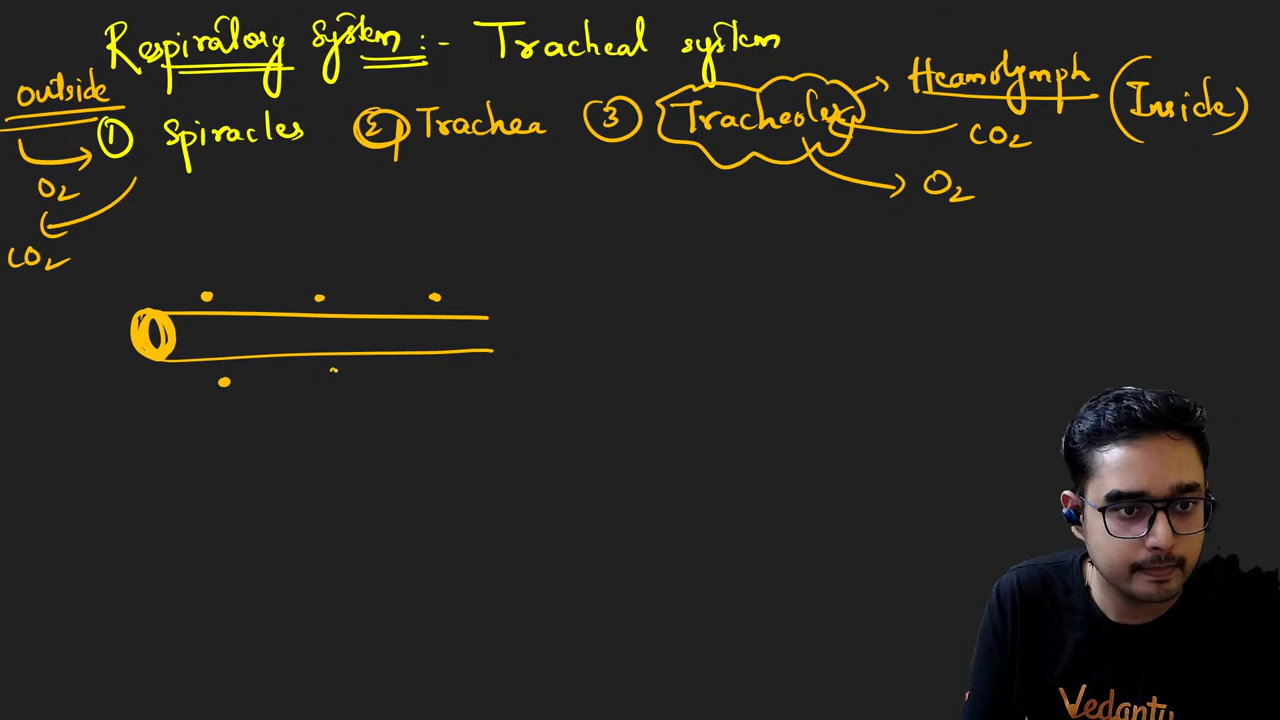 Respiratory System :- Tracheal system
outside
① Spiracles ② Trachea ③ Tracheoles Heamolymph (Inside)
CO2
O2 O2
CO2
Vedantu